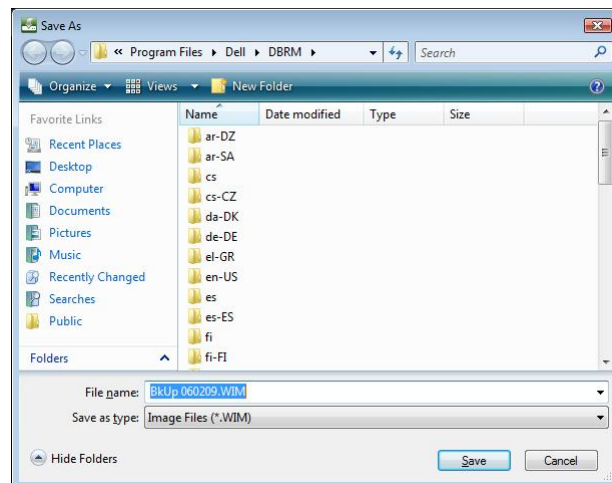 Save As
« Program Files ▸ Dell ▸ DBRM ▸ Search
Organize Views New Folder
Favorite Links
Recent Places
Desktop
Computer
Documents
Pictures
Music
Recently Changed
Searches
Public
Folders
Name Date modified Type Size
ar-DZ
ar-SA
cs
cs-CZ
da-DK
de-DE
el-GR
en-US
es
es-ES
fi
fi-FI
File name: BkUp 060209.WIM
Save as type: Image Files (*.WIM)
Hide Folders Save Cancel